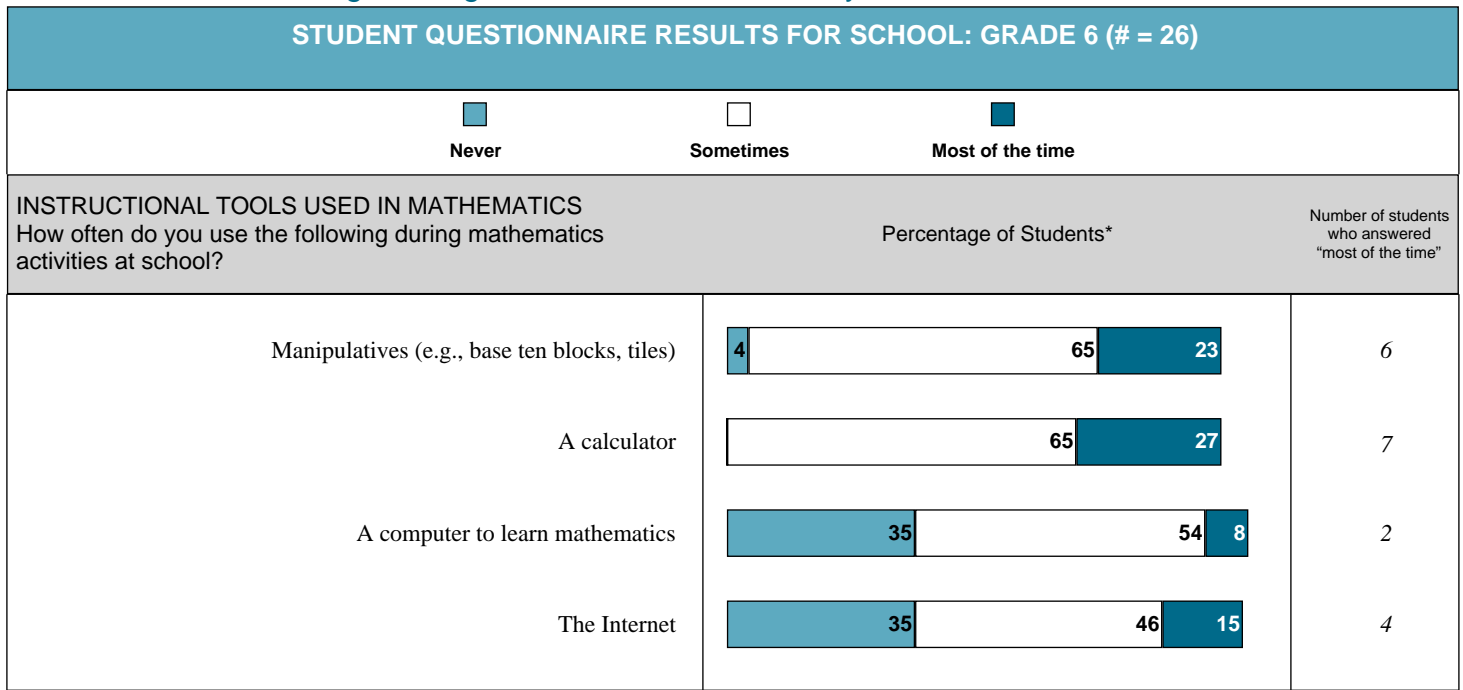 STUDENT QUESTIONNAIRE RESULTS FOR SCHOOL: GRADE 6 (# = 26)
Never Sometimes Most of the time
INSTRUCTIONAL TOOLS USED IN MATHEMATICS
How often do you use the following during mathematics
activities at school?
Percentage of Students*
Number of students
who answered
“most of the time”
Manipulatives (e.g., base ten blocks, tiles) 4 65 23 6
A calculator 65 27 7
A computer to learn mathematics 35 54 8 2
The Internet 35 46 15 4